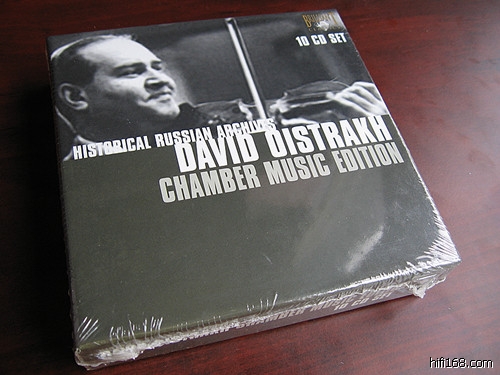 10 CD SET
HISTORICAL RUSSIAN ARCHIVES
DAVID OISTRAKH
CHAMBER MUSIC EDITION
hifi168.com